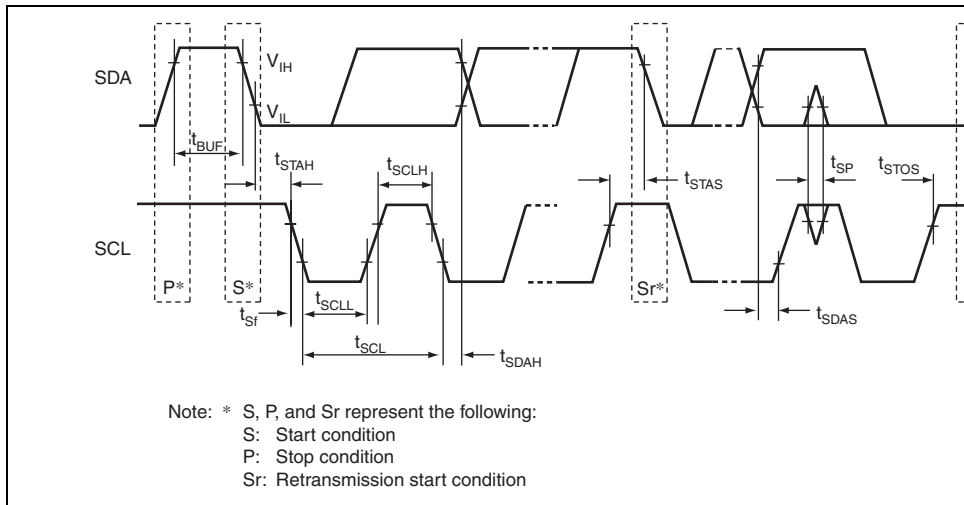 SDA
V_IH
V_IL
t_BUF
t_STAH
t_SCLH
t_STAS
t_SP
t_STOS
SCL
P*
S*
Sr*
t_Sf
t_SCLL
t_SCL
t_SDAH
t_SDAS
Note: * S, P, and Sr represent the following:
S: Start condition
P: Stop condition
Sr: Retransmission start condition